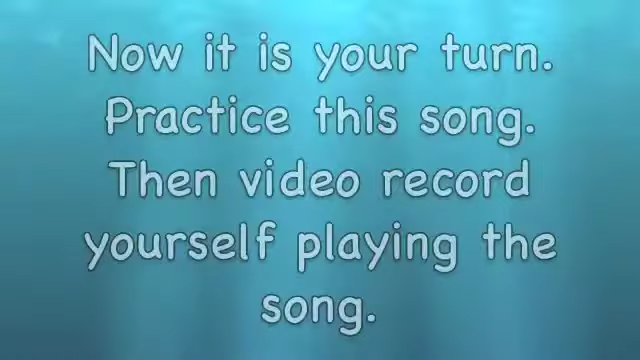 Now it is your turn.
Practice this song.
Then video record
yourself playing the
song.